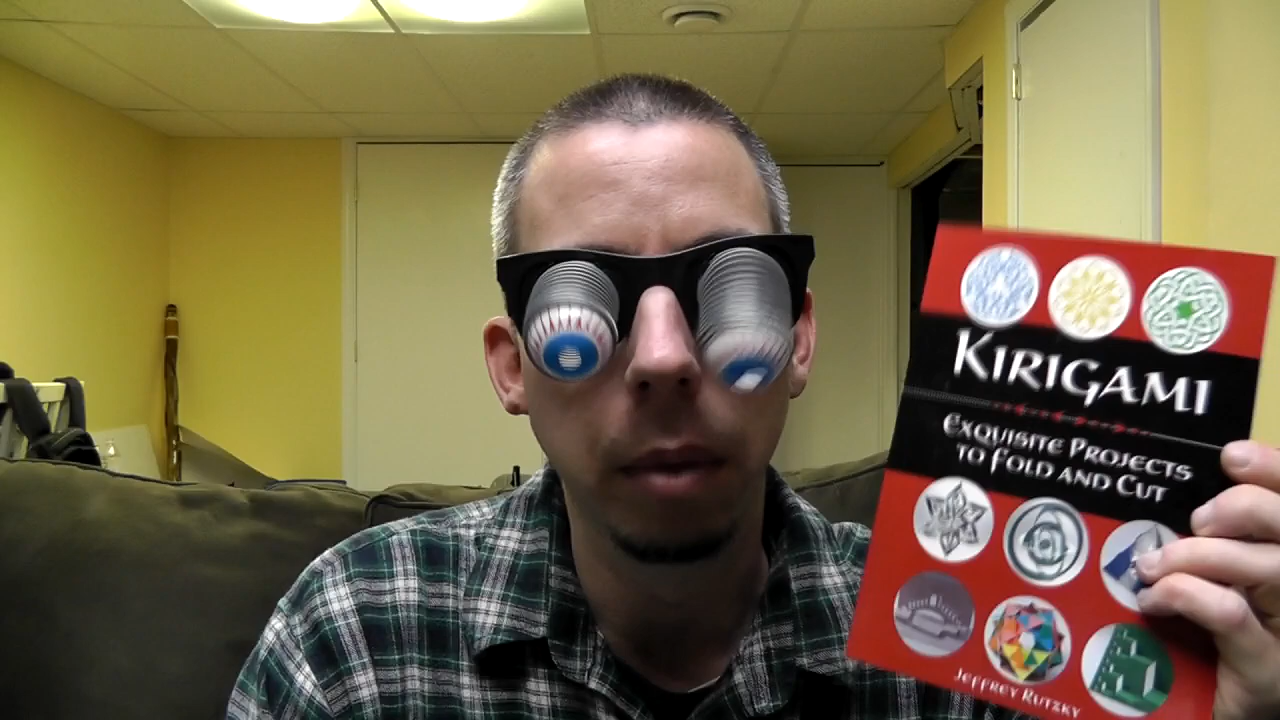 KIRIGAMI
EXQUISITE PROJECTS
TO FOLD AND CUT
JEFFREY RUTZKY